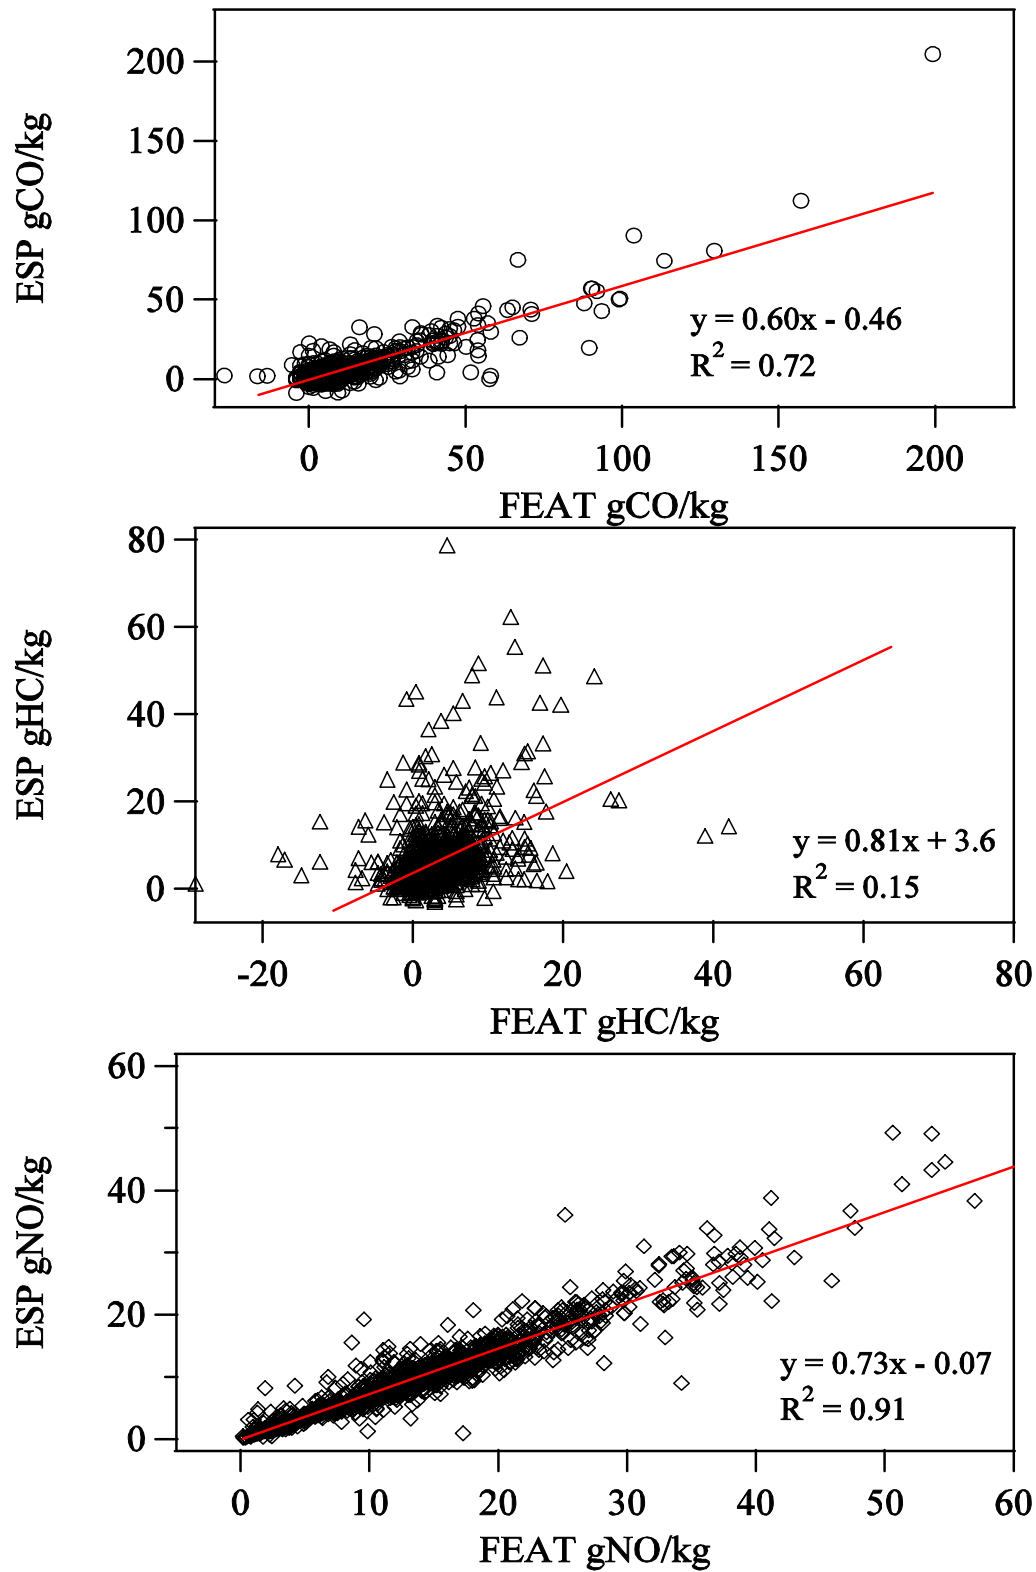 200
150
100
50
0
ESP gCO/kg
y = 0.60x - 0.46
R² = 0.72
0 50 100 150 200
FEAT gCO/kg
80
60
40
20
0
ESP gHC/kg
y = 0.81x + 3.6
R² = 0.15
-20 0 20 40 60 80
FEAT gHC/kg
60
40
20
0
ESP gNO/kg
y = 0.73x - 0.07
R² = 0.91
0 10 20 30 40 50 60
FEAT gNO/kg